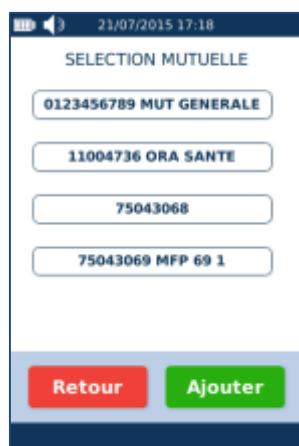 21/07/2015 17:18
SELECTION MUTUELLE
0123456789 MUT GENERALE
11004736 ORA SANTE
75043068
75043069 MFP 69 1
Retour Ajouter